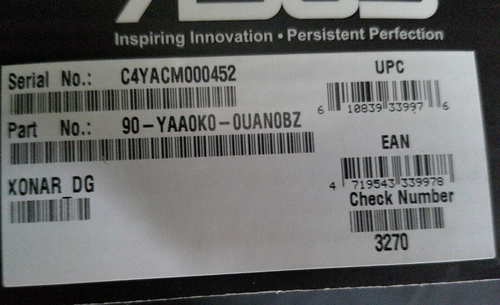 ASUS
Inspiring Innovation • Persistent Perfection
Serial No.: C4YACM000452
UPC
6 10839 33997 6
Part No.: 90-YAA0K0-0UAN0BZ
EAN
4 719543 339978
XONAR_DG
Check Number
3270